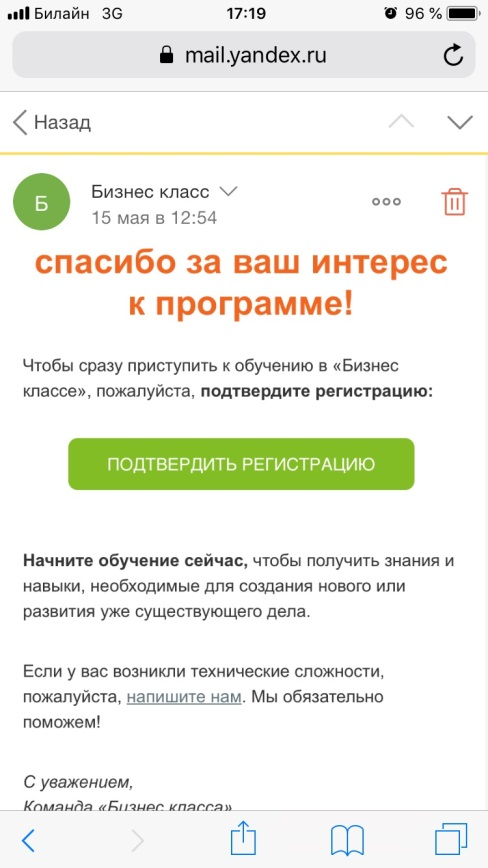 Билайн 3G 17:19 96 %
mail.yandex.ru
Назад
Б
Бизнес класс
15 мая в 12:54
спасибо за ваш интерес
к программе!
Чтобы сразу приступить к обучению в «Бизнес
классе», пожалуйста, подтвердите регистрацию:
ПОДТВЕРДИТЬ РЕГИСТРАЦИЮ
Начните обучение сейчас, чтобы получить знания и
навыки, необходимые для создания нового или
развития уже существующего дела.
Если у вас возникли технические сложности,
пожалуйста, напишите нам. Мы обязательно
поможем!
С уважением,
Команда «Бизнес класса»